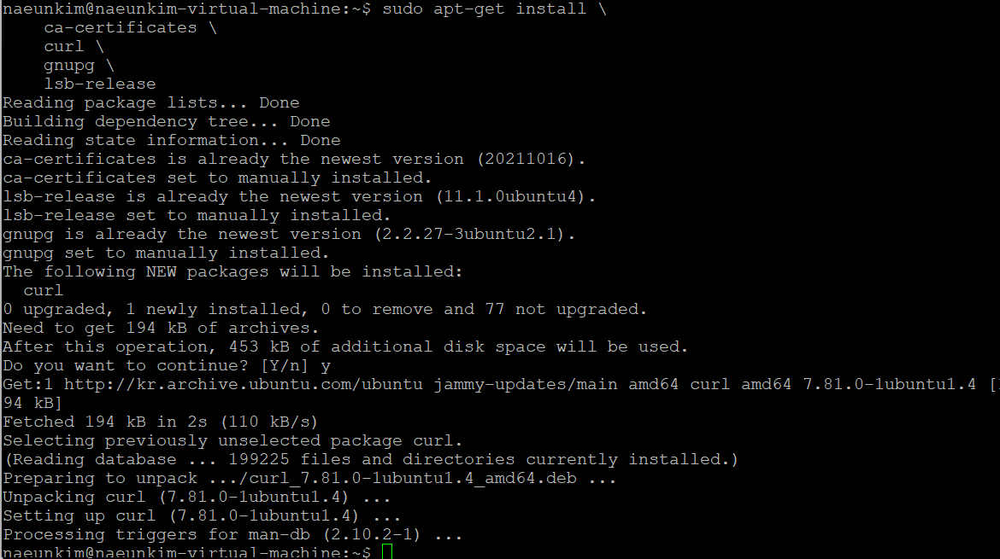 naeunkim@naeunkim-virtual-machine:~$ sudo apt-get install \
    ca-certificates \
    curl \
    gnupg \
    lsb-release
Reading package lists... Done
Building dependency tree... Done
Reading state information... Done
ca-certificates is already the newest version (20211016).
ca-certificates set to manually installed.
lsb-release is already the newest version (11.1.0ubuntu4).
lsb-release set to manually installed.
gnupg is already the newest version (2.2.27-3ubuntu2.1).
gnupg set to manually installed.
The following NEW packages will be installed:
  curl
0 upgraded, 1 newly installed, 0 to remove and 77 not upgraded.
Need to get 194 kB of archives.
After this operation, 453 kB of additional disk space will be used.
Do you want to continue? [Y/n] y
Get:1 http://kr.archive.ubuntu.com/ubuntu jammy-updates/main amd64 curl amd64 7.81.0-1ubuntu1.4 [
94 kB]
Fetched 194 kB in 2s (110 kB/s)
Selecting previously unselected package curl.
(Reading database ... 199225 files and directories currently installed.)
Preparing to unpack .../curl_7.81.0-1ubuntu1.4_amd64.deb ...
Unpacking curl (7.81.0-1ubuntu1.4) ...
Setting up curl (7.81.0-1ubuntu1.4) ...
Processing triggers for man-db (2.10.2-1) ...
naeunkim@naeunkim-virtual-machine:~$